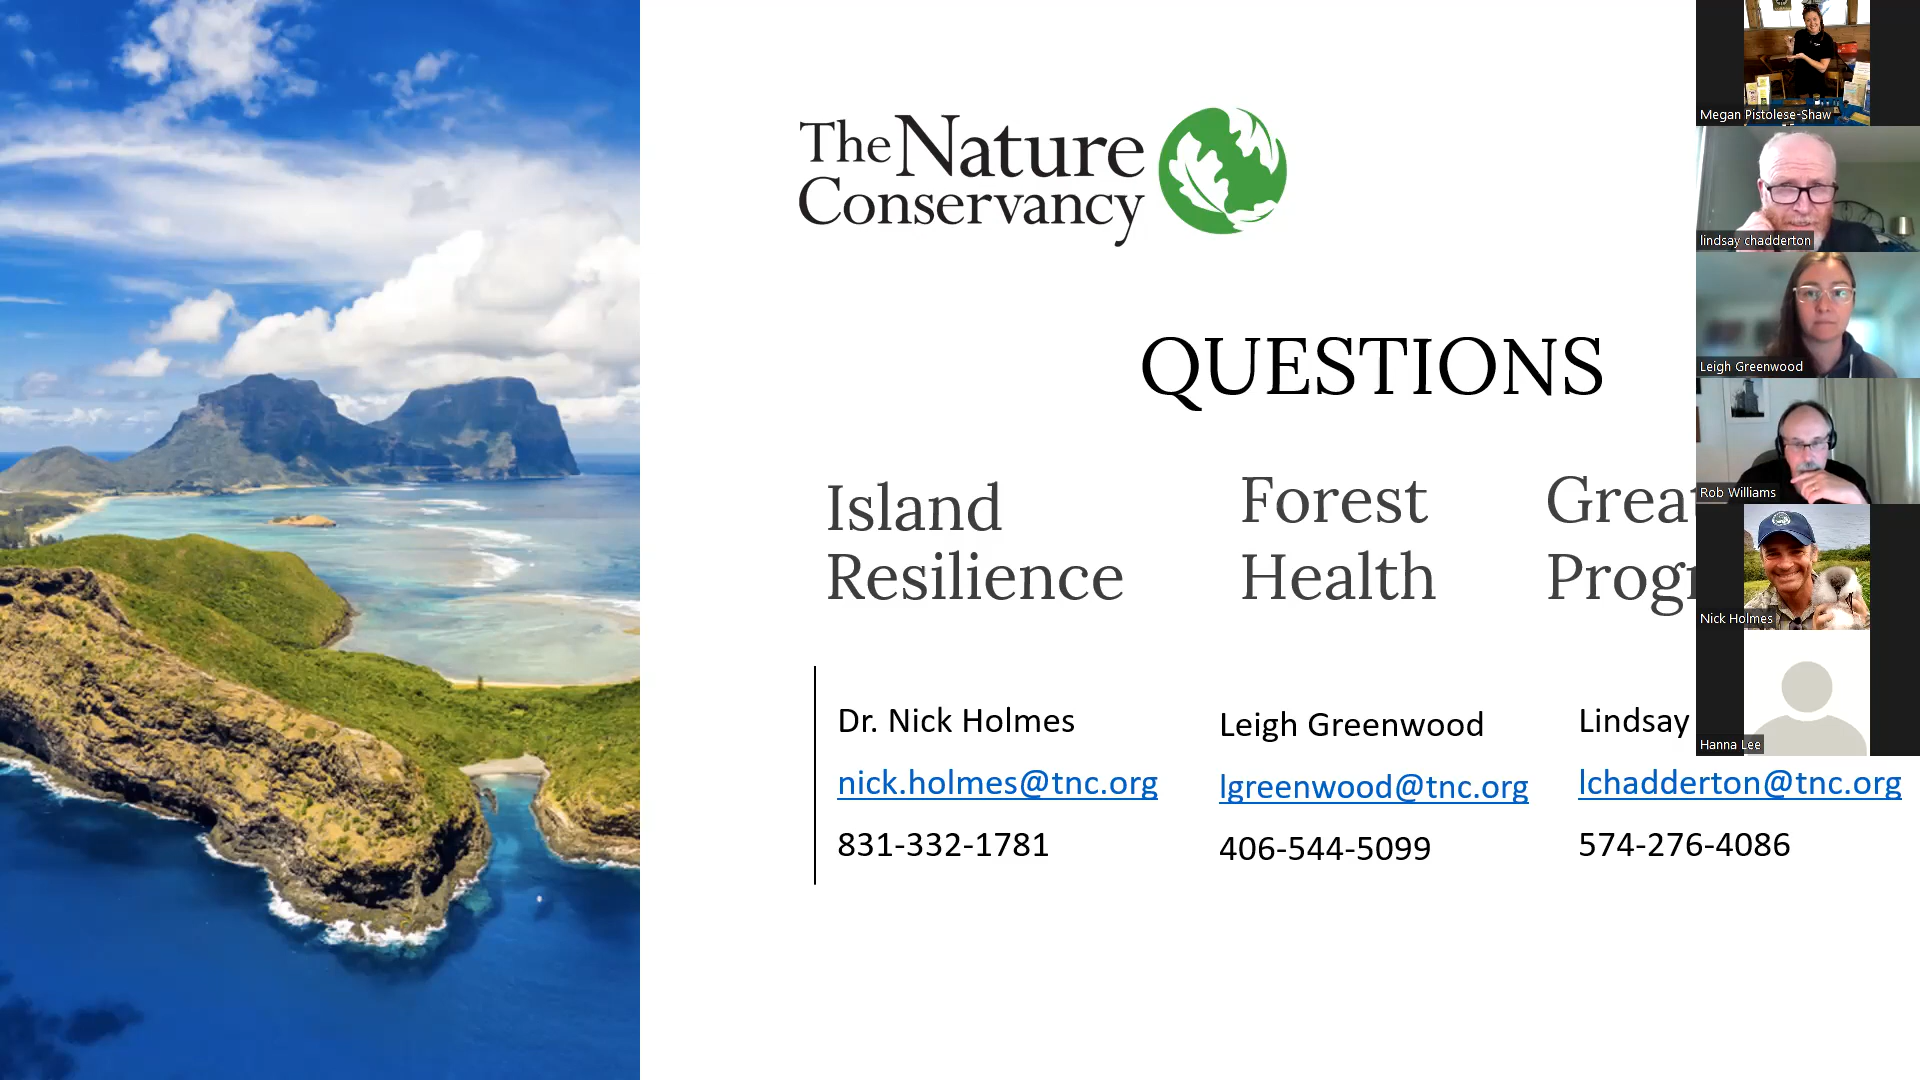 The Nature
Conservancy
QUESTIONS
Island
Resilience
Forest
Health
Grea
Prog
Dr. Nick Holmes
nick.holmes@tnc.org
831-332-1781
Leigh Greenwood
lgreenwood@tnc.org
406-544-5099
Lindsay
lchadderton@tnc.org
574-276-4086
Megan Pistolese-Shaw
lindsay chadderton
Leigh Greenwood
Rob Williams
Nick Holmes
Hanna Lee